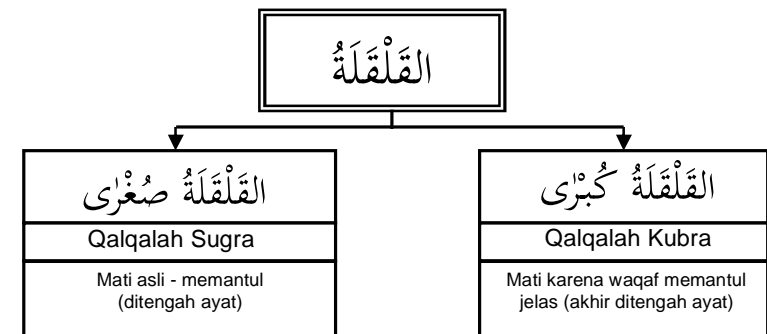 القَلْقَلَةُ
القَلْقَلَةُ صُغْرٰى
Qalqalah Sugra
Mati asli - memantul
(ditengah ayat)
القَلْقَلَةُ كُبْرٰى
Qalqalah Kubra
Mati karena waqaf memantul
jelas (akhir ditengah ayat)